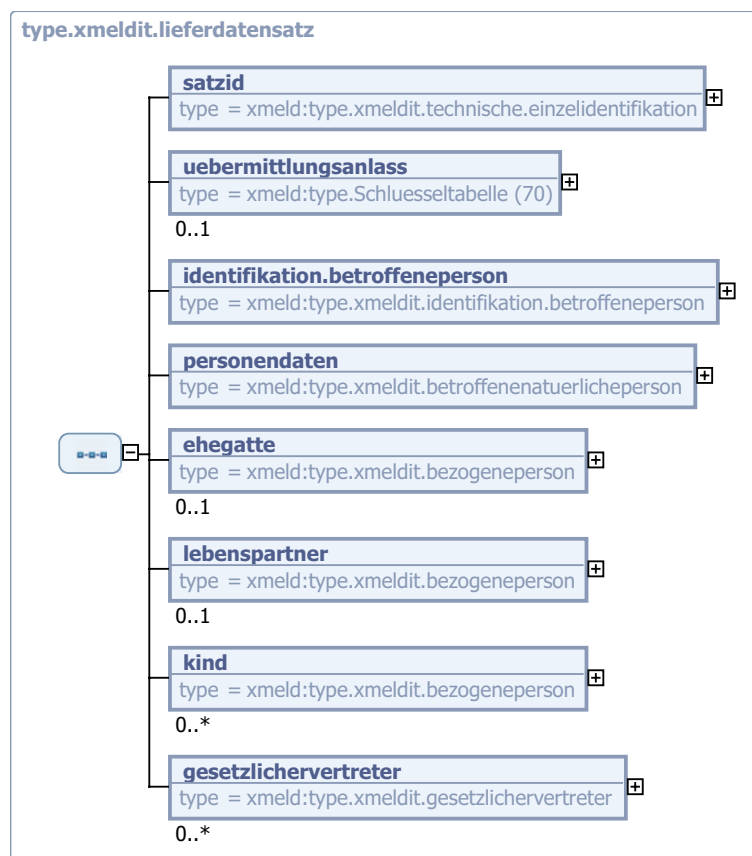 type.xmeldit.lieferdatensatz
satzid
type = xmeld:type.xmeldit.technische.einzelidentifikation
uebermittlungsanlass
type = xmeld:type.Schluesseltabelle (70)
0..1
identifikation.betroffeneperson
type = xmeld:type.xmeldit.identifikation.betroffeneperson
personendaten
type = xmeld:type.xmeldit.betroffenenatuerlicheperson
ehegatte
type = xmeld:type.xmeldit.bezogeneperson
0..1
lebenspartner
type = xmeld:type.xmeldit.bezogeneperson
0..1
kind
type = xmeld:type.xmeldit.bezogeneperson
0..*
gesetzlichervertreter
type = xmeld:type.xmeldit.gesetzlichervertreter
0..*